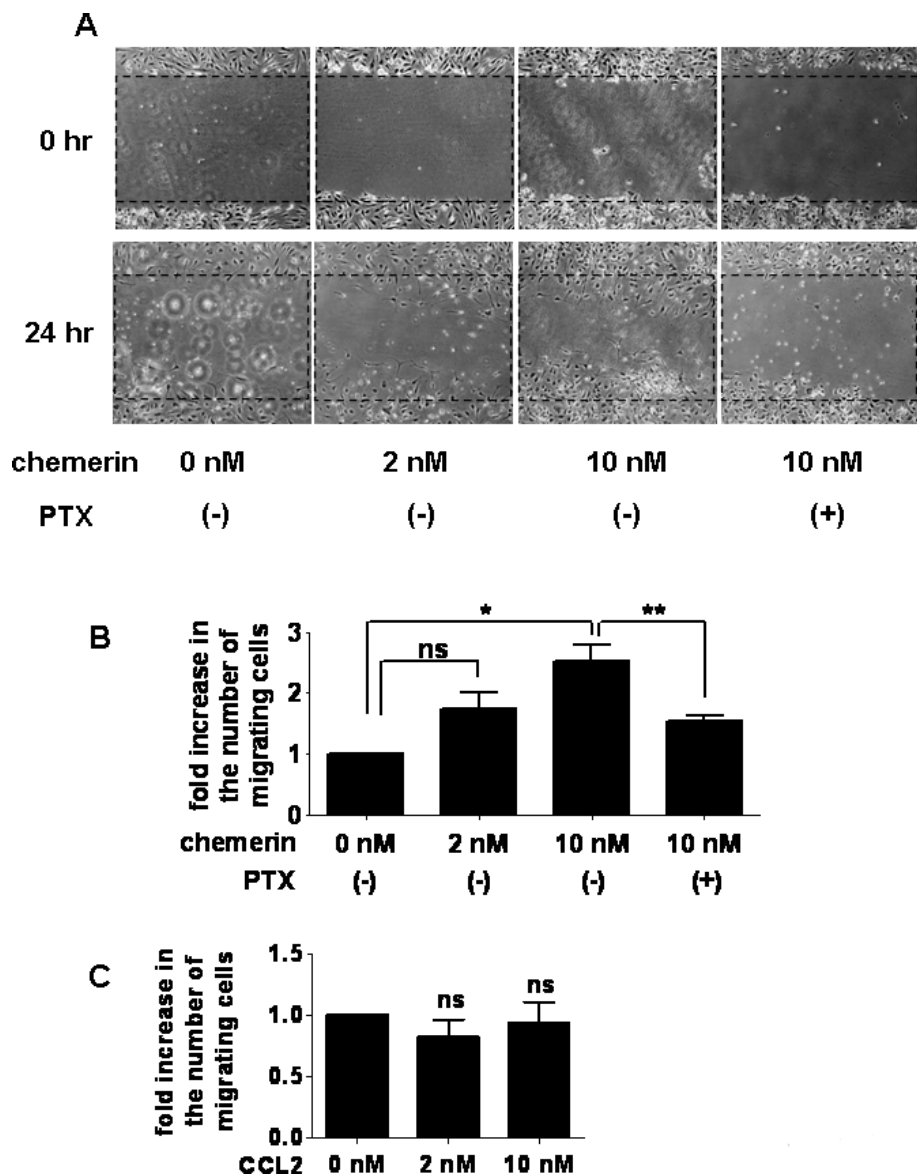 A
0 hr
24 hr
chemerin 0 nM 2 nM 10 nM 10 nM
PTX (-) (-) (-) (+)
B
fold increase in
the number of
migrating cells
3
2
1
0
* **
ns
chemerin 0 nM 2 nM 10 nM 10 nM
PTX (-) (-) (-) (+)
C
fold increase in
the number of
migrating cells
1.5
1.0
0.5
0.0
ns ns
CCL2 0 nM 2 nM 10 nM